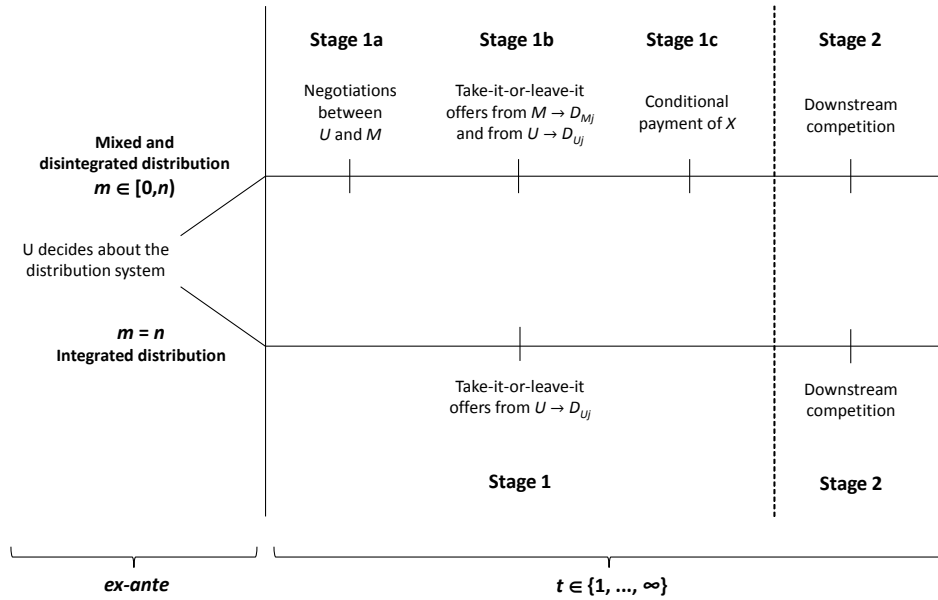 Stage 1a
Stage 1b
Stage 1c
Stage 2
Negotiations
between
U and M
Take-it-or-leave-it
offers from M → D_Mj
and from U → D_Uj
Conditional
payment of X
Downstream
competition
Mixed and
disintegrated distribution
m ∈ [0,n)
U decides about the
distribution system
m = n
Integrated distribution
Take-it-or-leave-it
offers from U → D_Uj
Downstream
competition
Stage 1
Stage 2
ex-ante
t ∈ {1, ..., ∞}